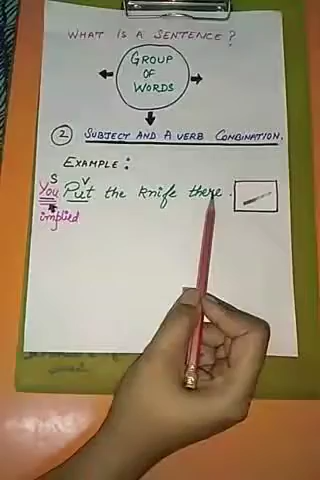 WHAT IS A SENTENCE?
GROUP
OF
WORDS
② SUBJECT AND A VERB COMBINATION.
EXAMPLE :
S V
You Put the knife there.
implied